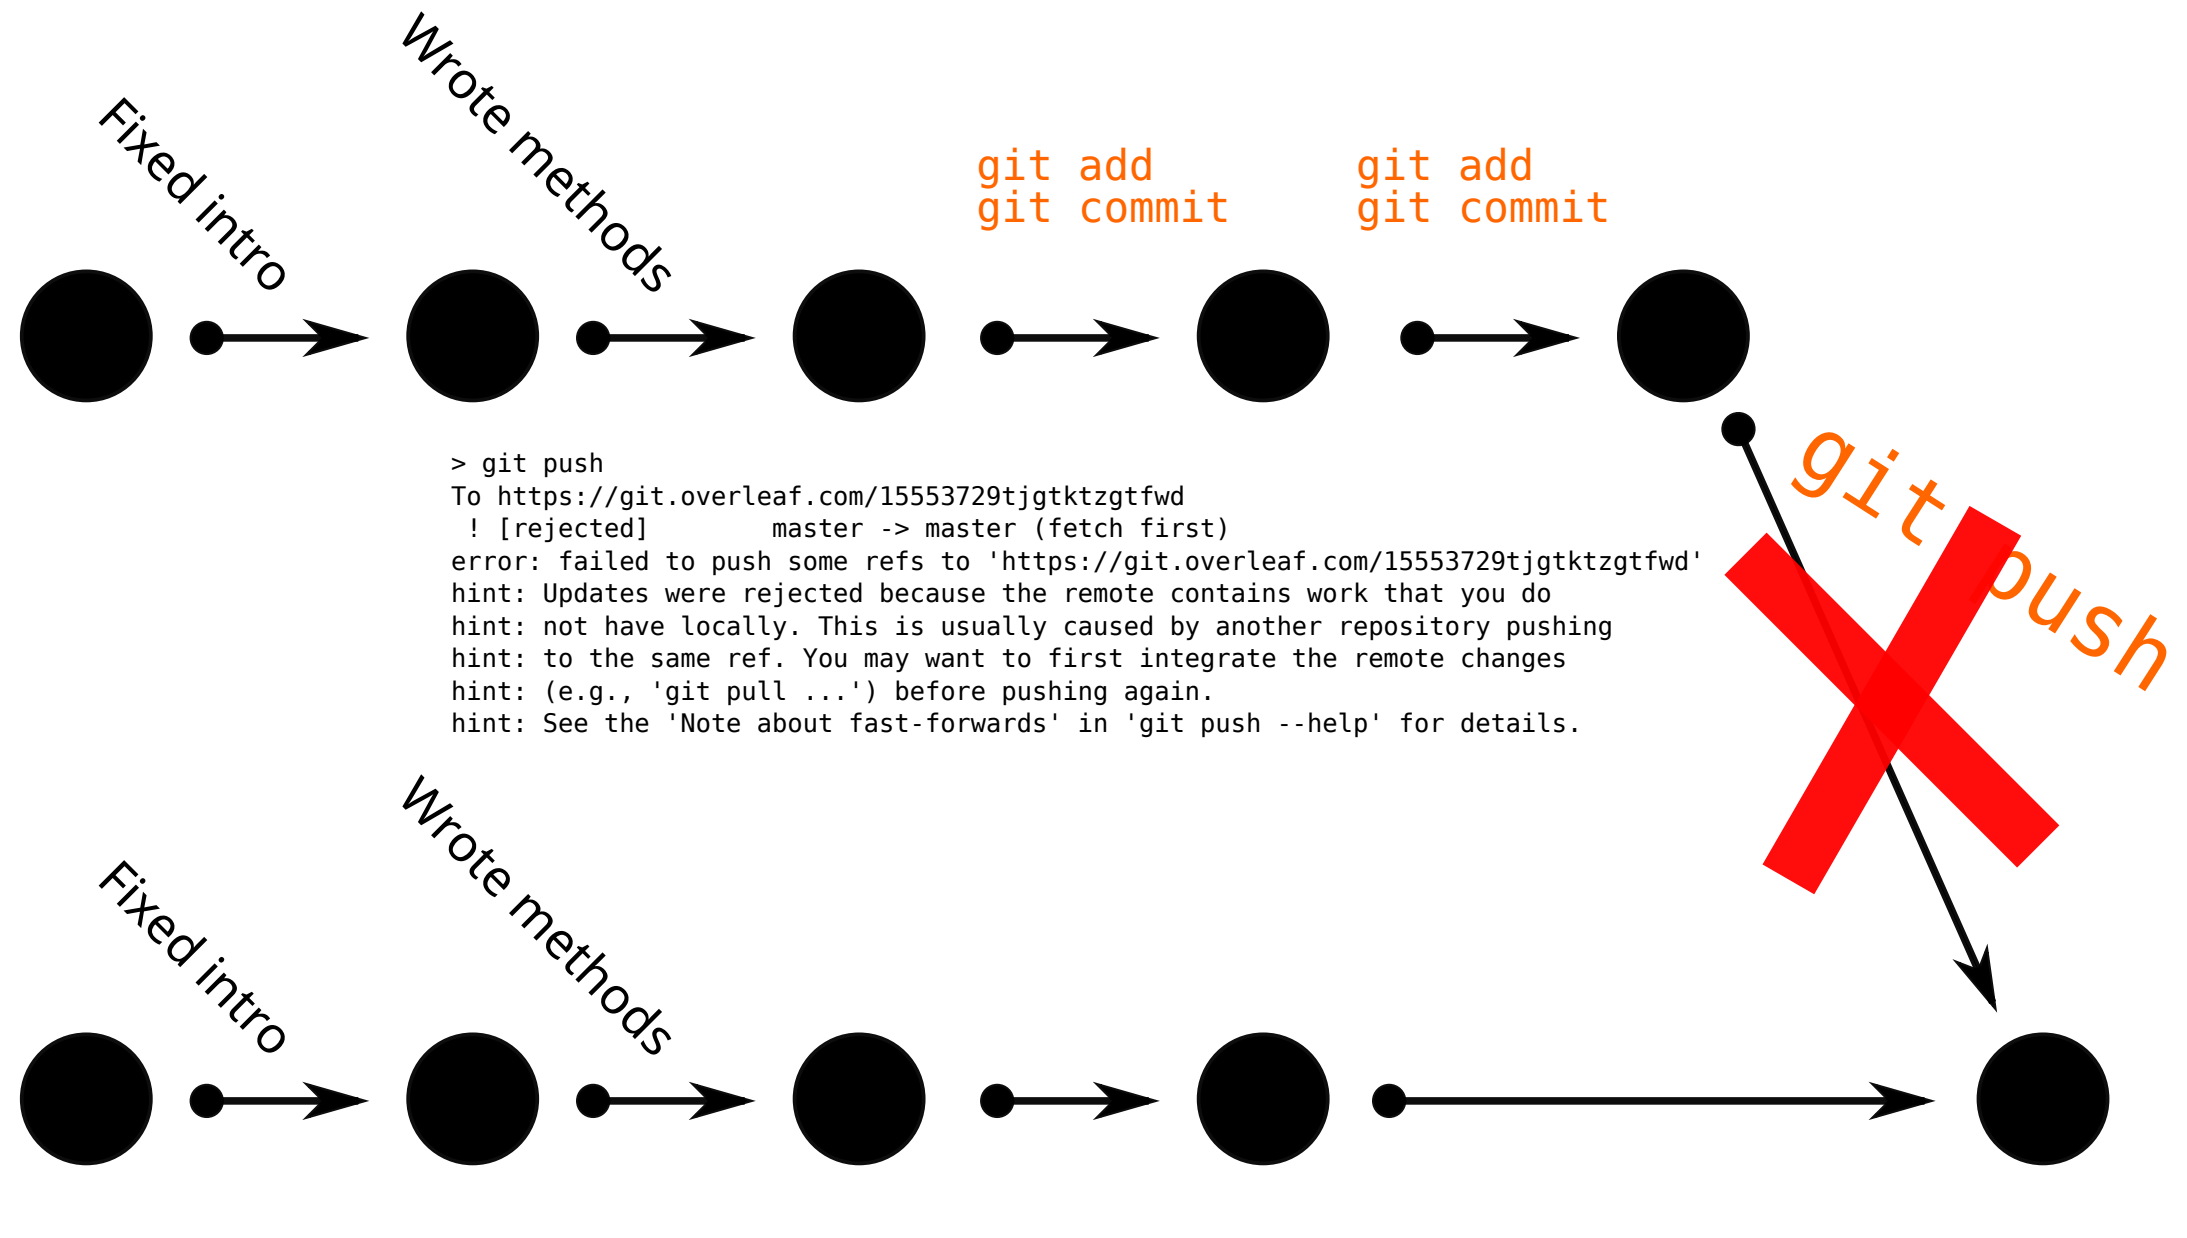 Fixed intro
Wrote methods
git add
git commit
git add
git commit
git push
> git push
To https://git.overleaf.com/15553729tjgtktzgtfwd
 ! [rejected]        master -> master (fetch first)
error: failed to push some refs to 'https://git.overleaf.com/15553729tjgtktzgtfwd'
hint: Updates were rejected because the remote contains work that you do
hint: not have locally. This is usually caused by another repository pushing
hint: to the same ref. You may want to first integrate the remote changes
hint: (e.g., 'git pull ...') before pushing again.
hint: See the 'Note about fast-forwards' in 'git push --help' for details.
Fixed intro
Wrote methods